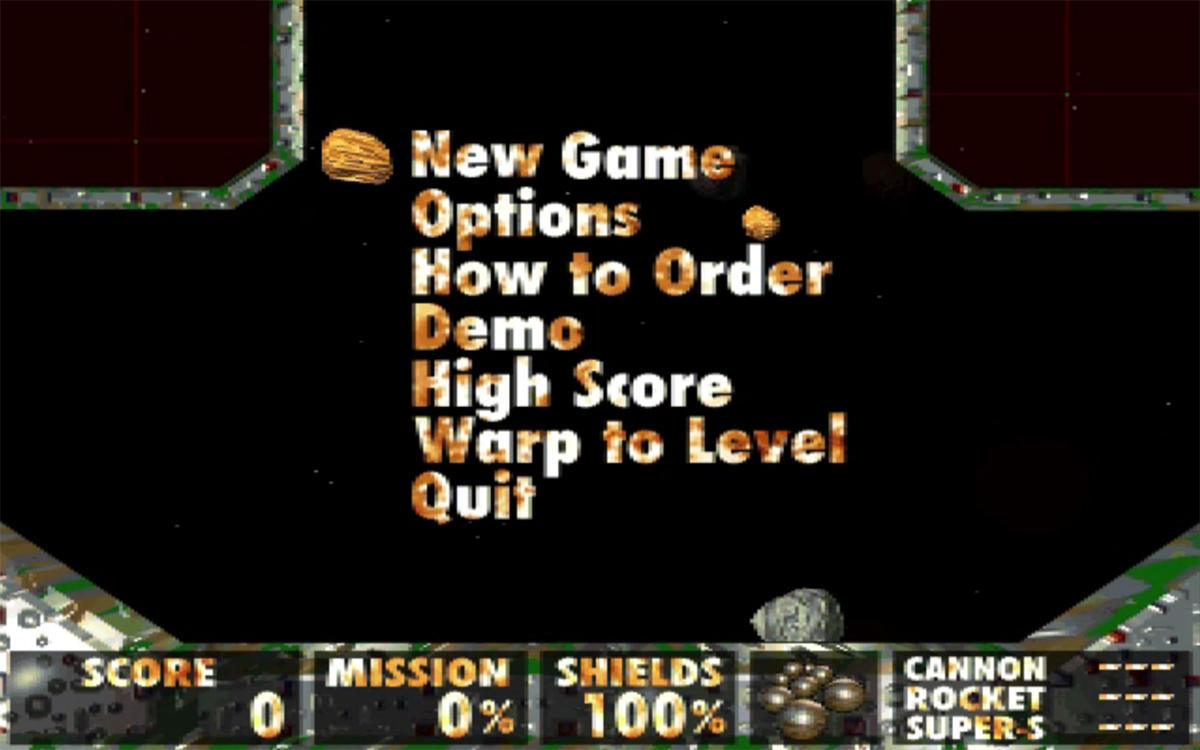 New Game
Options
How to Order
Demo
High Score
Warp to Level
Quit
SCORE
0
MISSION
0%
SHIELDS
100%
CANNON ---
ROCKET ---
SUPER-S ---